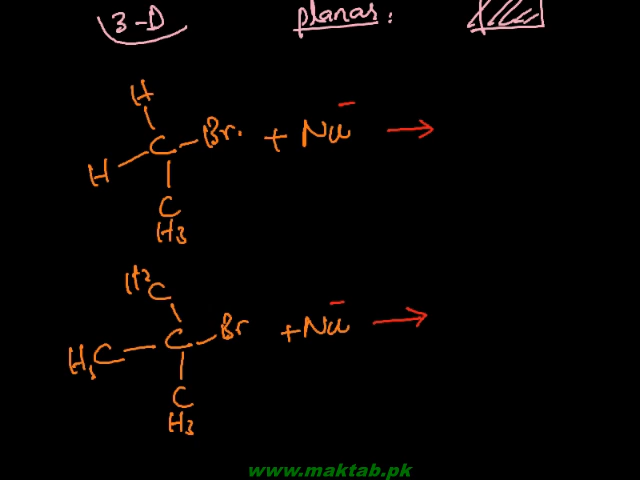 3-D planar:
H
C Br. + Nu⁻ →
H
C
H3
H3C
H3C C Br + Nu⁻ →
C
H3
www.maktab.pk